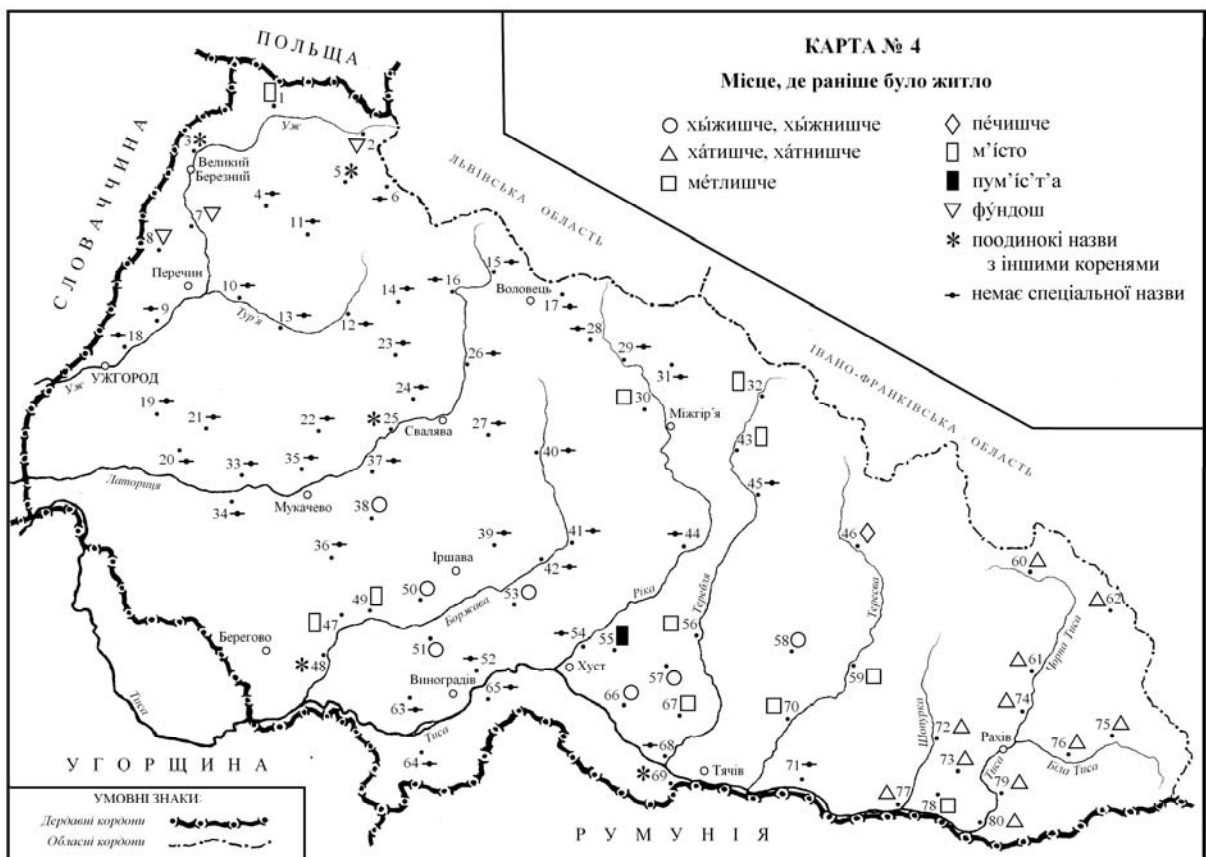 КАРТА № 4
Місце, де раніше було житло
хы́жишче, хы́жнишче
ха́тишче, ха́тнишче
ме́тлишче
пе́чишче
м’і́сто
пум’і́с’т’а
фу́ндош
поодинокі назви
з іншими коренями
немає спеціальної назви
ПОЛЬЩА
СЛОВАЧЧИНА
ЛЬВІВСЬКА ОБЛАСТЬ
ІВАНО-ФРАНКІВСЬКА ОБЛАСТЬ
1
Уж
2
3
Великий
Березний
5
4
6
7
11
8
Перечин
15
16
Воловець
10
14
17
9
Тур’я
13
12
28
18
23
29
26
31
УЖГОРОД
Уж
24
32
30
19
21
22
25
Свалява
27
Міжгір’я
43
20
33
35
37
40
Латориця
Мукачево
45
34
38
36
39
41
44
46
42
Іршава
60
50
53
62
49
Боржава
Ріка
Теребля
Тересва
47
56
Берегово
54
55
58
48
51
Хуст
52
57
59
61
Чорна Тиса
Виноградів
65
66
67
70
Шопурка
74
63
72
75
Тиса
Тиса
76
Рахів
64
68
73
Тиса
Біла Тиса
69
Тячів
71
79
77
78
80
УГОРЩИНА
РУМУНІЯ
УМОВНІ ЗНАКИ:
Державні кордони
Обласні кордони